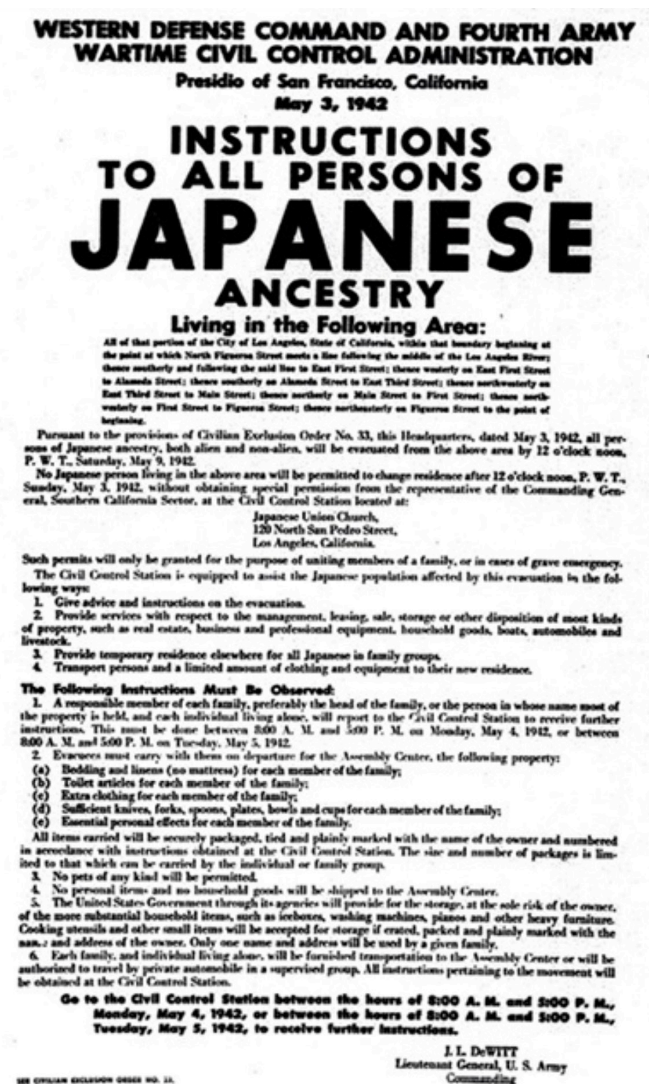 WESTERN DEFENSE COMMAND AND FOURTH ARMY
WARTIME CIVIL CONTROL ADMINISTRATION
Presidio of San Francisco, California
May 3, 1942
INSTRUCTIONS
TO ALL PERSONS OF
JAPANESE
ANCESTRY
Living in the Following Area:
All of that portion of the City of Los Angeles, State of California, within that boundary beginning at
the point at which North Figueroa Street meets a line following the middle of the Los Angeles River;
thence southerly and following the said line to East First Street; thence westerly on East First Street
to Alameda Street; thence southerly on Alameda Street to East Third Street; thence northwesterly on
East Third Street to Main Street; thence northerly on Main Street to First Street; thence north-
westerly on First Street to Figueroa Street; thence northeasterly on Figueroa Street to the point of
beginning.
Pursuant to the provisions of Civilian Exclusion Order No. 33, this Headquarters, dated May 3, 1942, all per-
sons of Japanese ancestry, both alien and non-alien, will be evacuated from the above area by 12 o'clock noon,
P. W. T., Saturday, May 9, 1942.
No Japanese person living in the above area will be permitted to change residence after 12 o'clock noon, P. W. T.,
Sunday, May 3, 1942, without obtaining special permission from the representative of the Commanding Gen-
eral, Southern California Sector, at the Civil Control Station located at:
Japanese Union Church,
120 North San Pedro Street,
Los Angeles, California.
Such permits will only be granted for the purpose of uniting members of a family, or in cases of grave emergency.
The Civil Control Station is equipped to assist the Japanese population affected by this evacuation in the fol-
lowing ways:
1. Give advice and instructions on the evacuation.
2. Provide services with respect to the management, leasing, sale, storage or other disposition of most kinds
of property, such as real estate, business and professional equipment, household goods, boats, automobiles and
livestock.
3. Provide temporary residence elsewhere for all Japanese in family groups.
4. Transport persons and a limited amount of clothing and equipment to their new residence.
The Following Instructions Must Be Observed:
1. A responsible member of each family, preferably the head of the family, or the person in whose name most of
the property is held, and each individual living alone, will report to the Civil Control Station to receive further
instructions. This must be done between 8:00 A. M. and 5:00 P. M. on Monday, May 4, 1942, or between
8:00 A. M. and 5:00 P. M. on Tuesday, May 5, 1942.
2. Evacuees must carry with them on departure for the Assembly Center, the following property:
(a) Bedding and linens (no mattress) for each member of the family;
(b) Toilet articles for each member of the family;
(c) Extra clothing for each member of the family;
(d) Sufficient knives, forks, spoons, plates, bowls and cups for each member of the family;
(e) Essential personal effects for each member of the family.
All items carried will be securely packaged, tied and plainly marked with the name of the owner and numbered
in accordance with instructions obtained at the Civil Control Station. The size and number of packages is lim-
ited to that which can be carried by the individual or family group.
3. No pets of any kind will be permitted.
4. No personal items and no household goods will be shipped to the Assembly Center.
5. The United States Government through its agencies will provide for the storage, at the sole risk of the owner,
of the more substantial household items, such as iceboxes, washing machines, pianos and other heavy furniture.
Cooking utensils and other small items will be accepted for storage if crated, packed and plainly marked with the
name and address of the owner. Only one name and address will be used by a given family.
6. Each family, and individual living alone, will be furnished transportation to the Assembly Center or will be
authorized to travel by private automobile in a supervised group. All instructions pertaining to the movement will
be obtained at the Civil Control Station.
Go to the Civil Control Station between the hours of 8:00 A. M. and 5:00 P. M.,
Monday, May 4, 1942, or between the hours of 8:00 A. M. and 5:00 P. M.,
Tuesday, May 5, 1942, to receive further instructions.
J. L. DeWITT
Lieutenant General, U. S. Army
Commanding
SEE CIVILIAN EXCLUSION ORDER NO. 33.